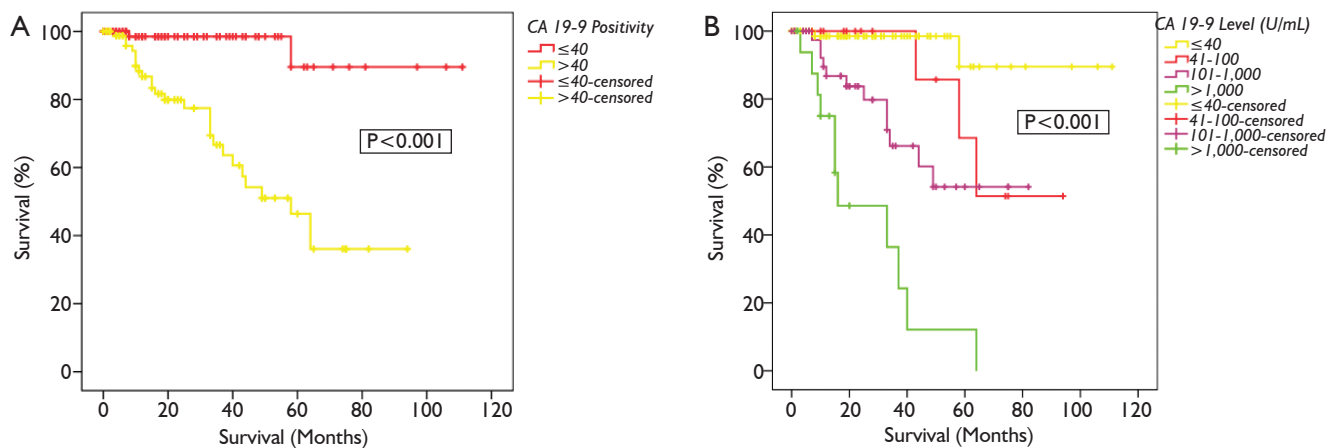 A
CA 19-9 Positivity
≤40
>40
≤40-censored
>40-censored
P<0.001
100
80
60
40
20
0
Survival (%)
0 20 40 60 80 100 120
Survival (Months)
B
CA 19-9 Level (U/mL)
≤40
41-100
101-1,000
>1,000
≤40-censored
41-100-censored
101-1,000-censored
>1,000-censored
P<0.001
100
80
60
40
20
0
Survival (%)
0 20 40 60 80 100 120
Survival (Months)